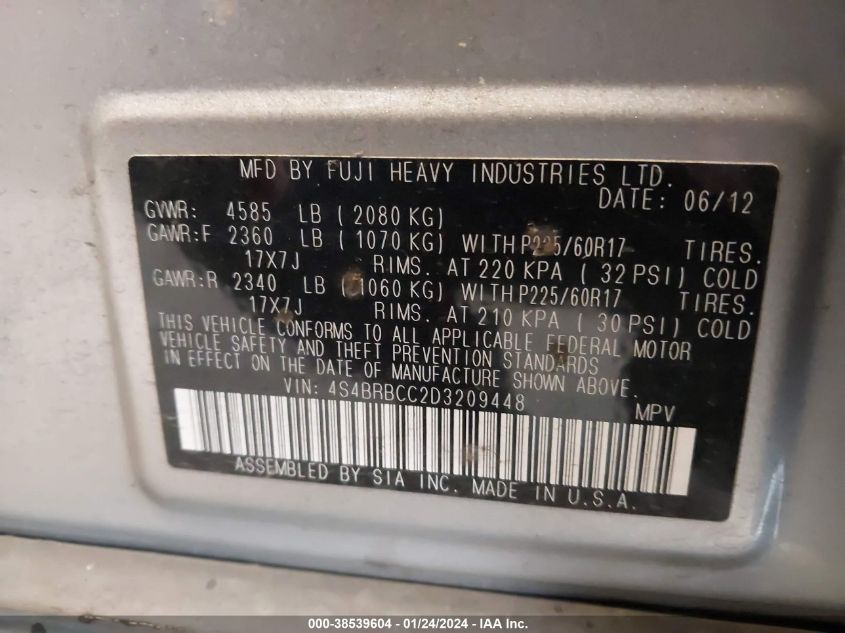 MFD BY FUJI HEAVY INDUSTRIES LTD.
DATE: 06/12
GVWR: 4585 LB (2080 KG)
GAWR:F 2360 LB (1070 KG) WITH P225/60R17 TIRES.
17X7J RIMS. AT 220 KPA (32 PSI) COLD
GAWR:R 2340 LB (1060 KG) WITH P225/60R17 TIRES.
17X7J RIMS. AT 210 KPA (30 PSI) COLD
THIS VEHICLE CONFORMS TO ALL APPLICABLE FEDERAL MOTOR
VEHICLE SAFETY AND THEFT PREVENTION STANDARDS
IN EFFECT ON THE DATE OF MANUFACTURE SHOWN ABOVE.
VIN: 4S4BRBCC2D3209448 MPV
ASSEMBLED BY SIA INC. MADE IN U.S.A.
000-38539604 - 01/24/2024 - IAA Inc.